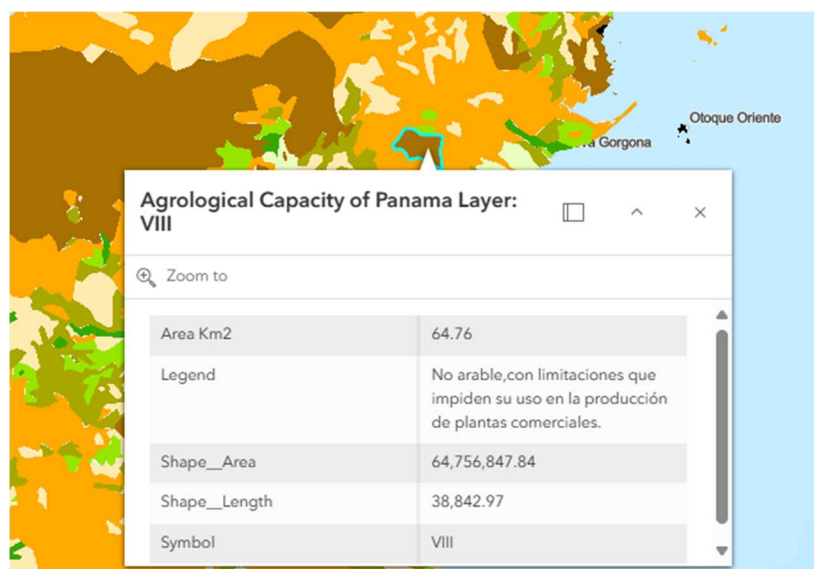 Otoque Oriente
Gorgona
Agrological Capacity of Panama Layer:
VIII
Zoom to
Area Km2 64.76
Legend No arable,con limitaciones que
impiden su uso en la producción
de plantas comerciales.
Shape__Area 64,756,847.84
Shape__Length 38,842.97
Symbol VIII